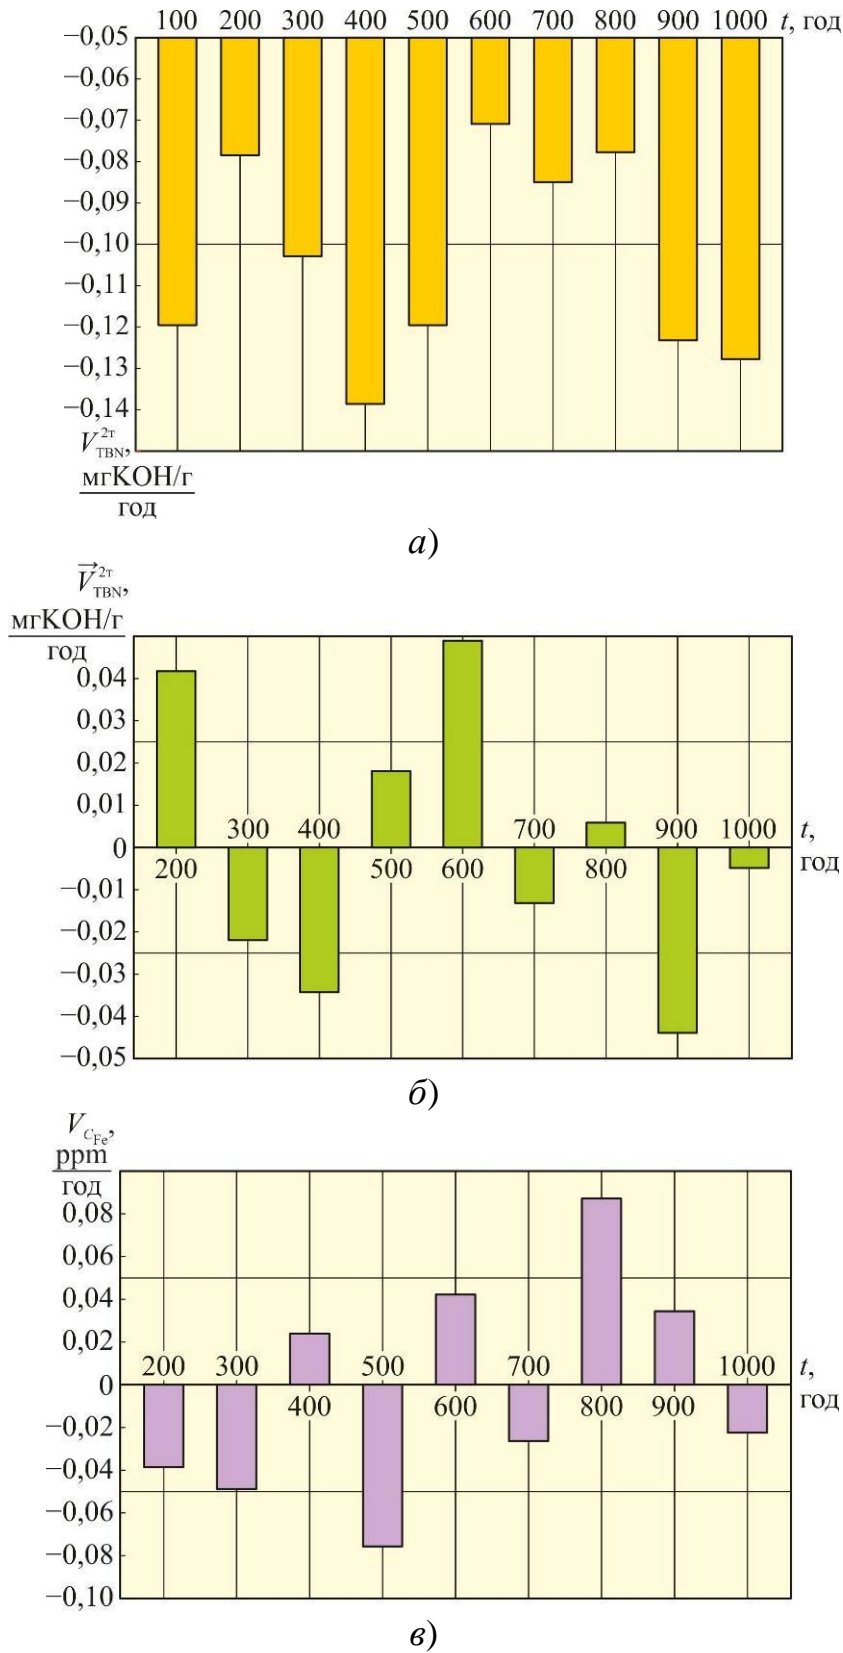 100 200 300 400 500 600 700 800 900 1000 t, год
−0,05
−0,06
−0,07
−0,08
−0,09
−0,10
−0,11
−0,12
−0,13
−0,14
V 2т TBN,
мгКОН/г
год
а)
V 2т TBN,
мгКОН/г
год
0,04
0,03
0,02
0,01
300 400 700 900 1000 t,
0
200 500 600 800 год
−0,01
−0,02
−0,03
−0,04
−0,05
б)
V C Fe,
ppm
год
0,08
0,06
0,04
0,02
200 300 500 700 1000 t,
0
400 600 800 900 год
−0,02
−0,04
−0,06
−0,08
−0,10
в)